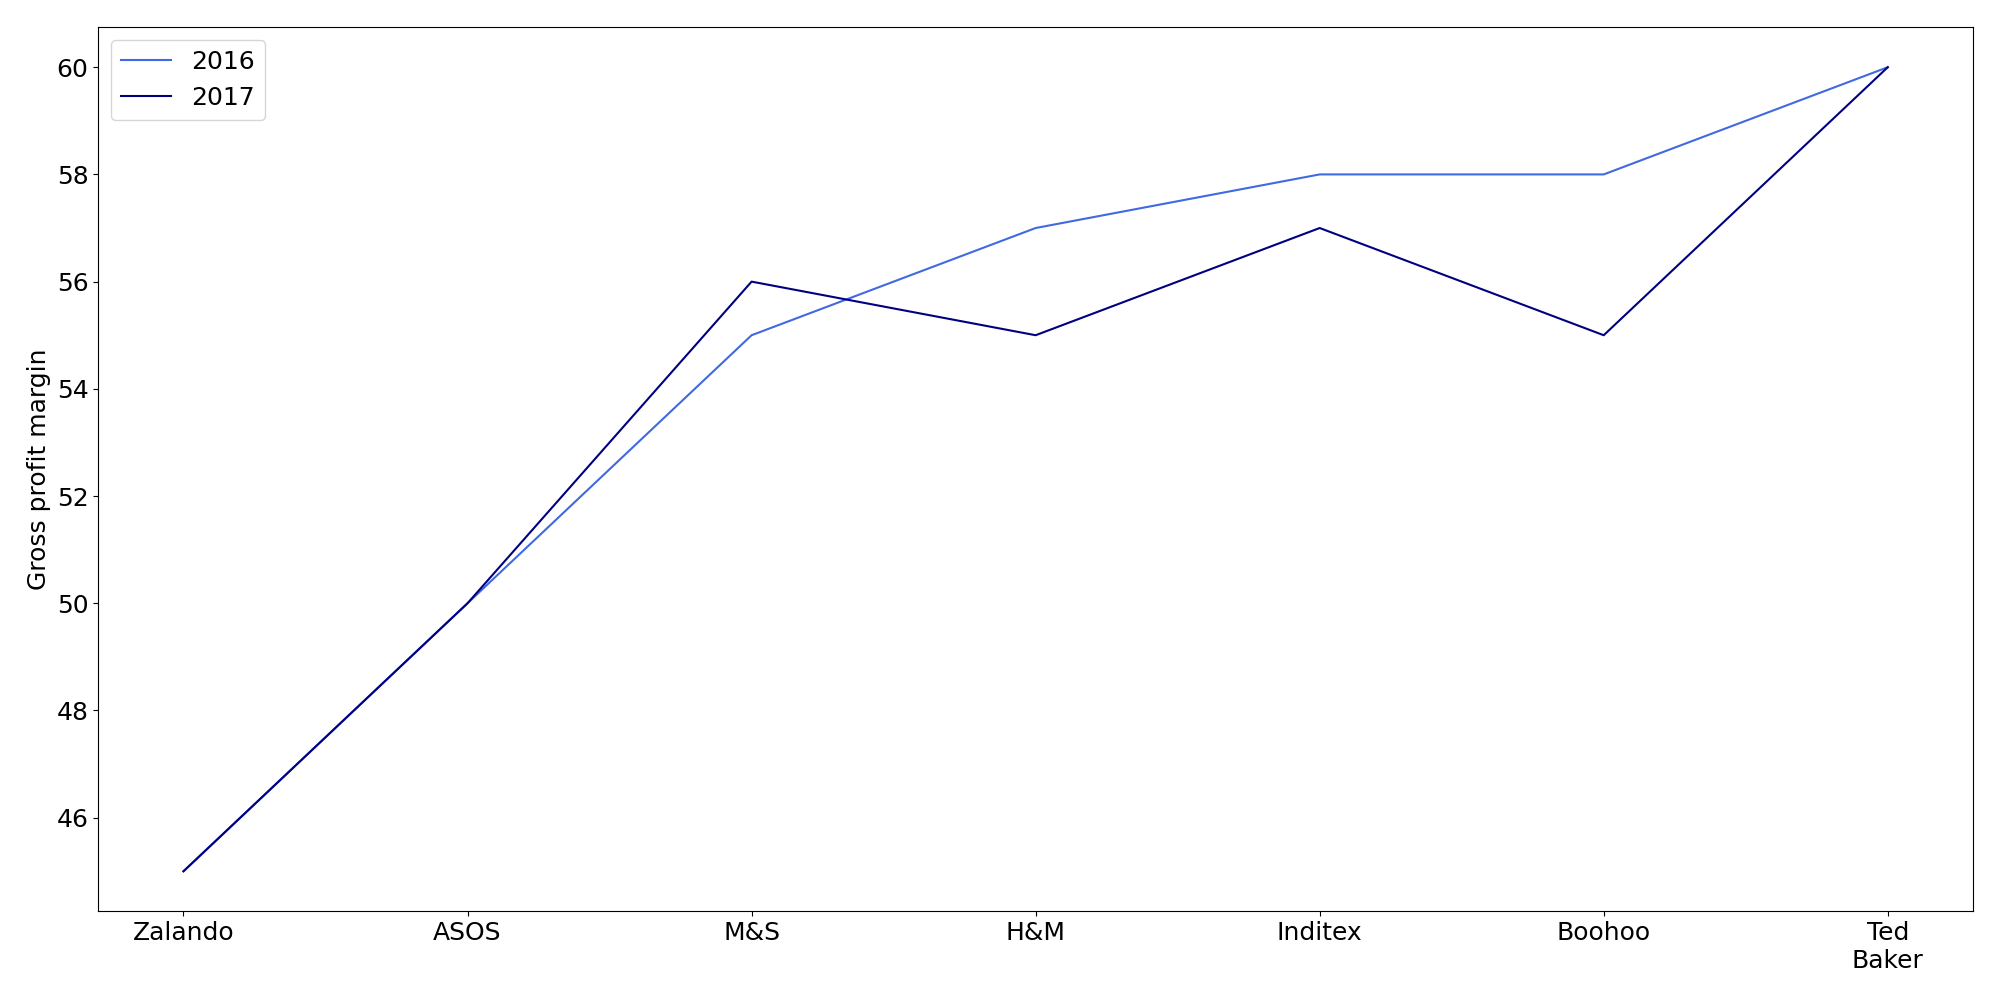 2016
2017
Gross profit margin
60
58
56
54
52
50
48
46
Zalando
ASOS
M&S
H&M
Inditex
Boohoo
Ted
Baker